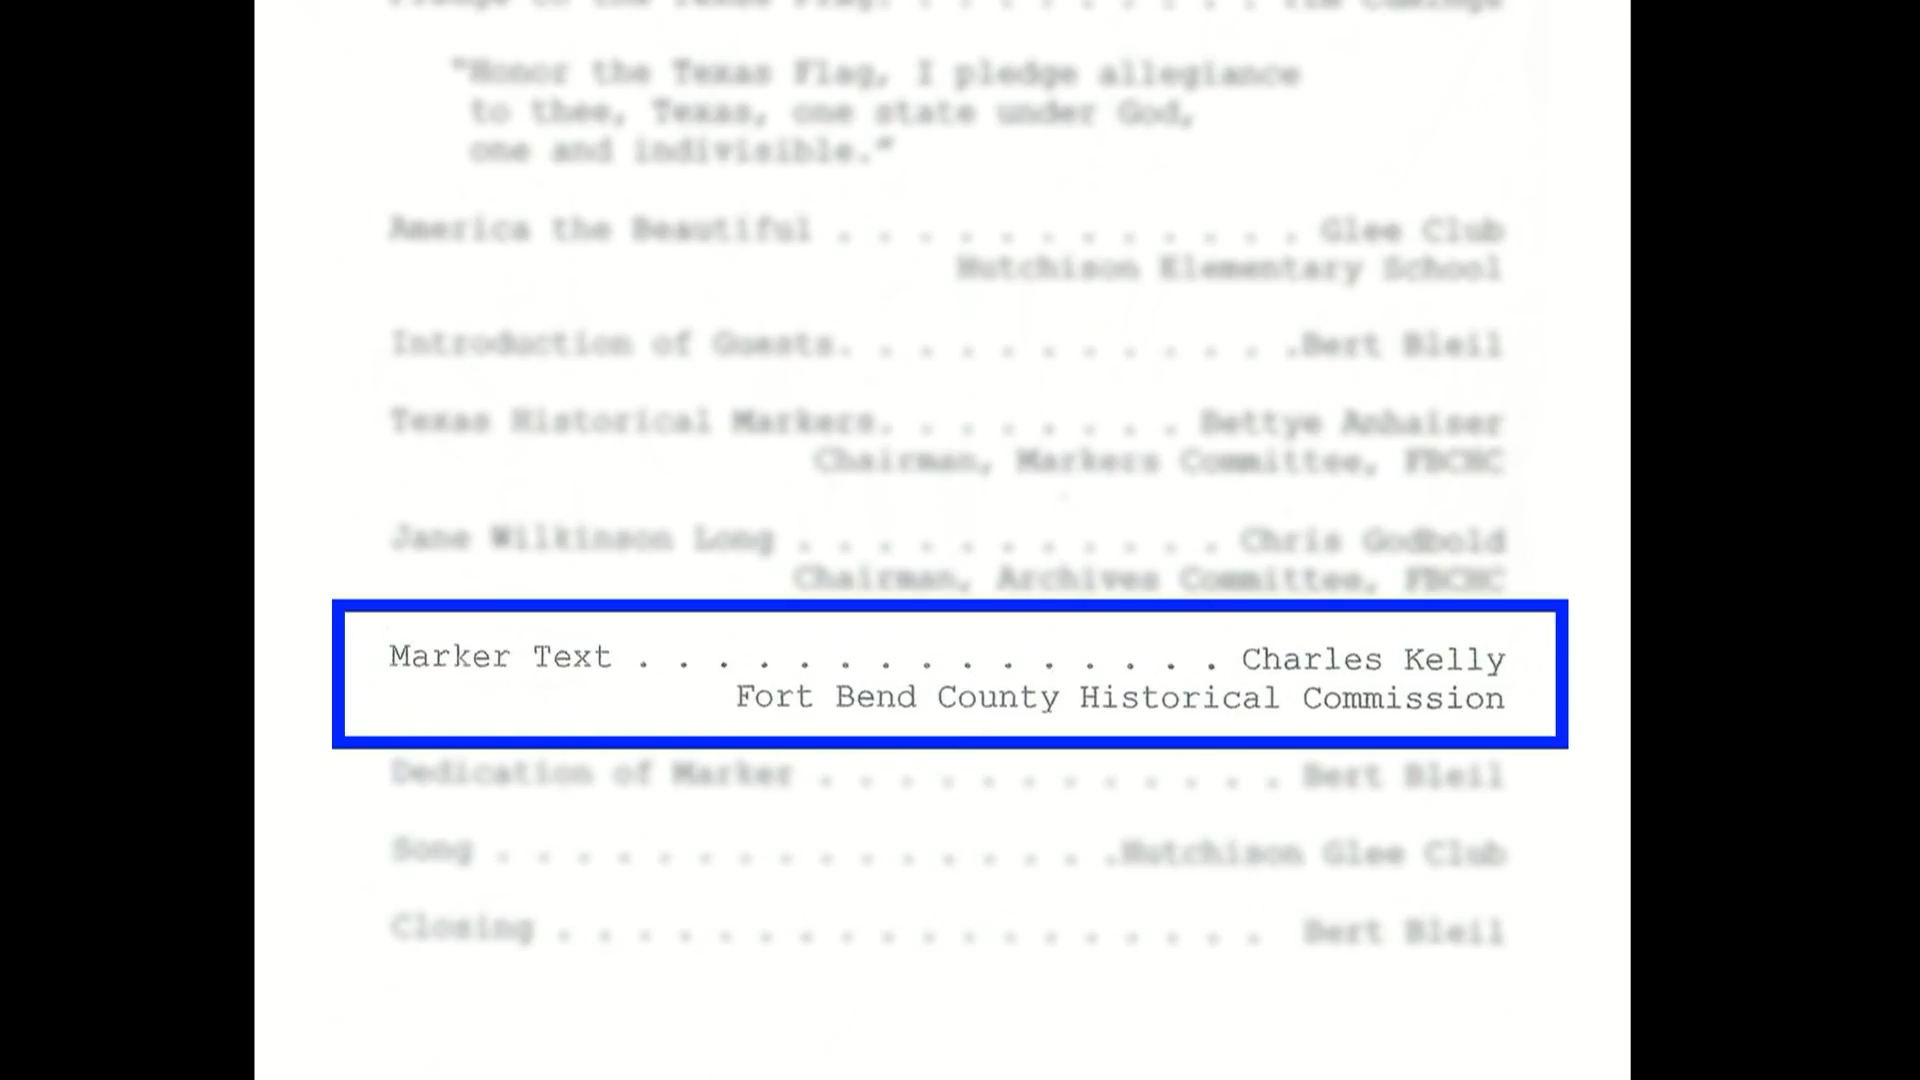 "Honor the Texas Flag, I pledge allegiance
to thee, Texas, one state under God,
one and indivisible."
America the Beautiful . . . . . . . . . . . . Glee Club
Hutchison Elementary School
Introduction of Guests. . . . . . . . . . . .Bert Bleil
Texas Historical Markers. . . . . . . . Bettye Anhaiser
Chairman, Markers Committee, FBCHC
Jane Wilkinson Long . . . . . . . . . . . Chris Godbold
Chairman, Archives Committee, FBCHC
Marker Text . . . . . . . . . . . . . . . Charles Kelly
Fort Bend County Historical Commission
Dedication of Marker . . . . . . . . . . . . Bert Bleil
Song . . . . . . . . . . . . . . . .Hutchison Glee Club
Closing . . . . . . . . . . . . . . . . . . Bert Bleil